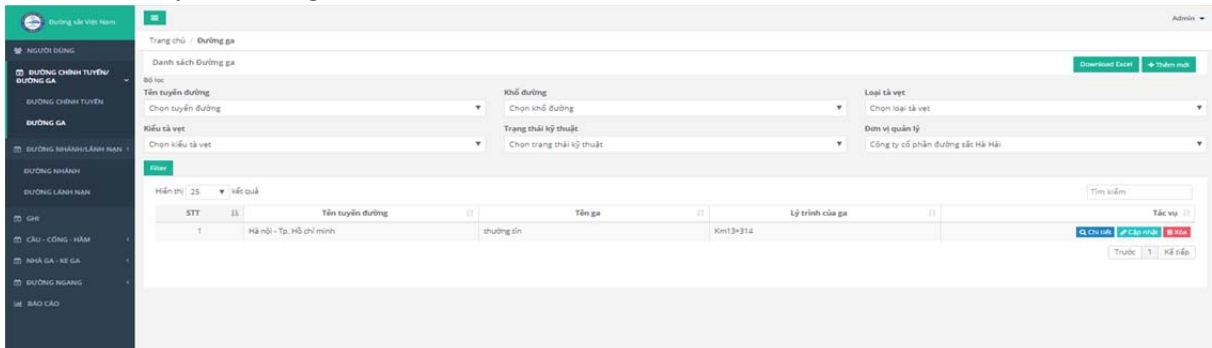 Đường sắt Việt Nam
Admin
NGƯỜI DÙNG
ĐƯỜNG CHÍNH TUYẾN/
ĐƯỜNG GA
ĐƯỜNG CHÍNH TUYẾN
ĐƯỜNG GA
ĐƯỜNG NHÁNH/LÁNH NẠN
ĐƯỜNG NHÁNH
ĐƯỜNG LÁNH NẠN
GHI
CẦU - CỐNG - HẦM
NHÀ GA - KE GA
ĐƯỜNG NGANG
BÁO CÁO
Trang chủ / Đường ga
Danh sách Đường ga
Download Excel + Thêm mới
Bộ lọc
Tên tuyến đường Khổ đường Loại tà vẹt
Chọn tuyến đường Chọn khổ đường Chọn loại tà vẹt
Kiểu tà vẹt Trạng thái kỹ thuật Đơn vị quản lý
Chọn kiểu tà vẹt Chọn trạng thái kỹ thuật Công ty cổ phần đường sắt Hà Hải
Filter
Hiển thị 25 kết quả Tìm kiếm
STT Tên tuyến đường Tên ga Lý trình của ga Tác vụ
1 Hà nội - Tp. Hồ chí minh thường tín Km13+314 Chi tiết Cập nhật Xóa
Trước 1 Kế tiếp